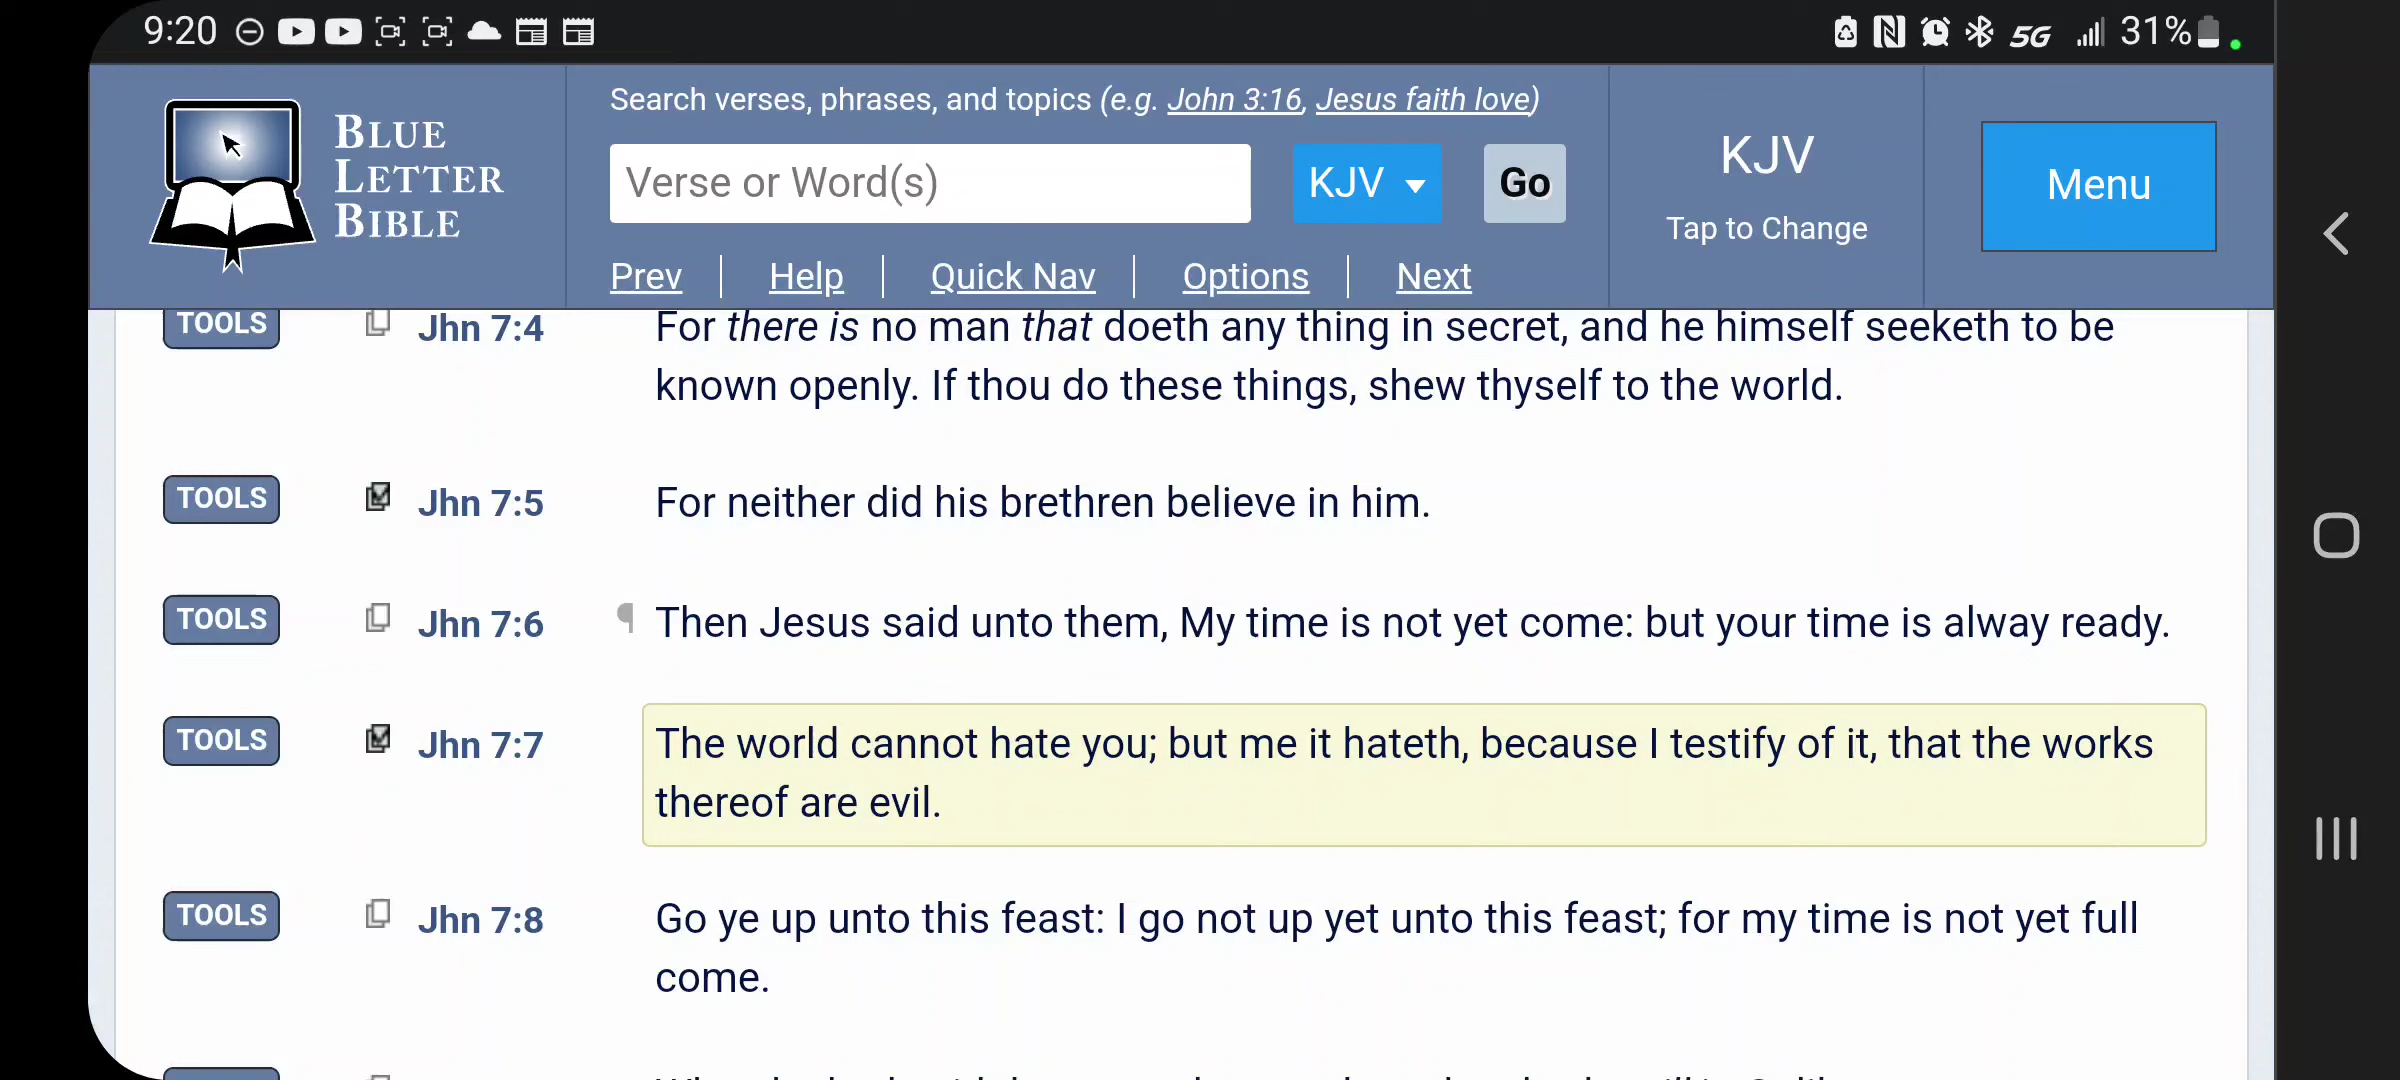 9:20
5G 31%
BLUE
LETTER
BIBLE
Search verses, phrases, and topics (e.g. John 3:16, Jesus faith love)
Verse or Word(s)
KJV
Go
KJV
Tap to Change
Menu
Prev | Help | Quick Nav | Options | Next
TOOLS Jhn 7:4 For there is no man that doeth any thing in secret, and he himself seeketh to be
known openly. If thou do these things, shew thyself to the world.
TOOLS Jhn 7:5 For neither did his brethren believe in him.
TOOLS Jhn 7:6 ¶ Then Jesus said unto them, My time is not yet come: but your time is alway ready.
TOOLS Jhn 7:7 The world cannot hate you; but me it hateth, because I testify of it, that the works
thereof are evil.
TOOLS Jhn 7:8 Go ye up unto this feast: I go not up yet unto this feast; for my time is not yet full
come.